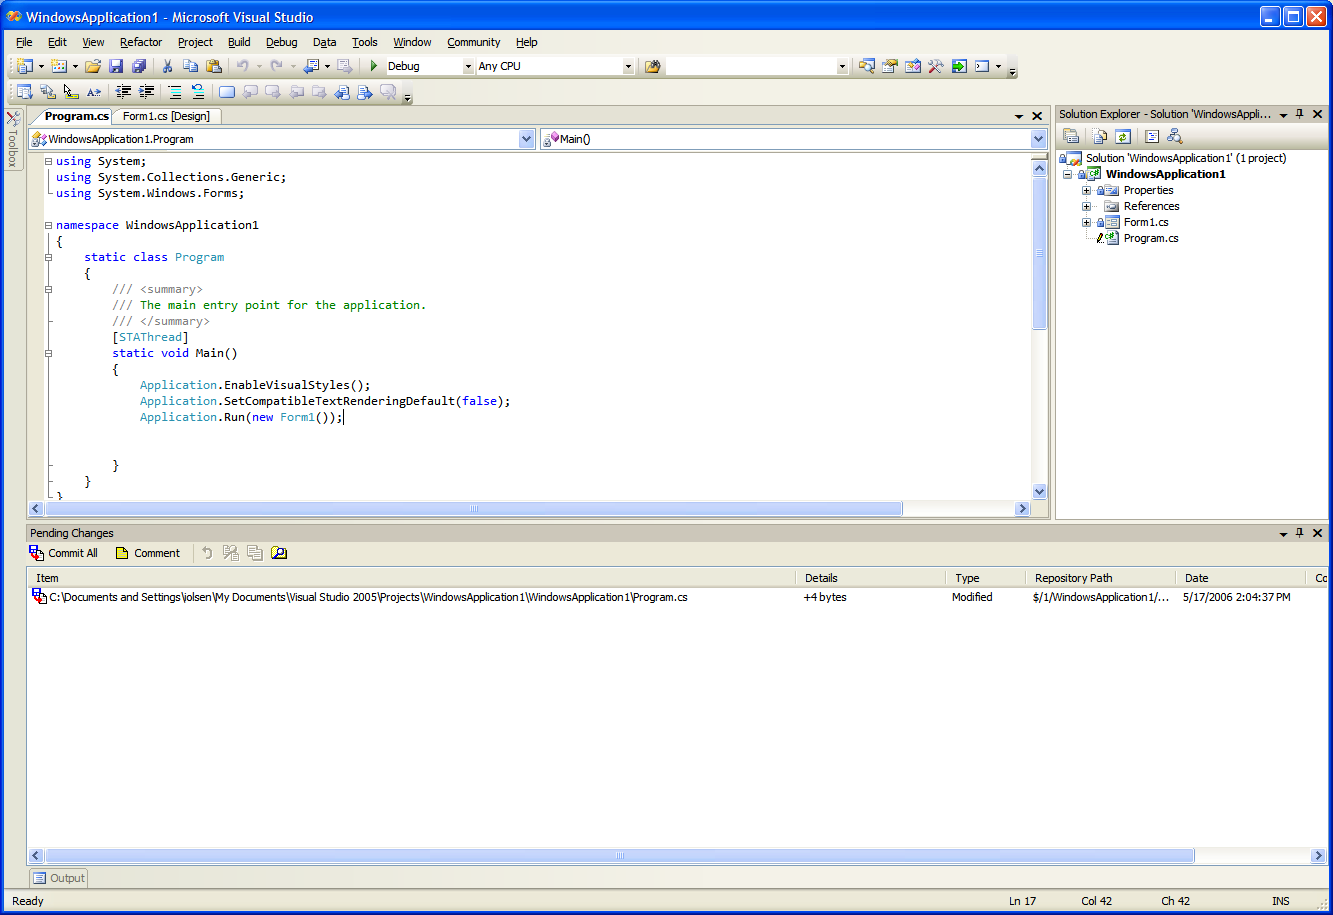 WindowsApplication1 - Microsoft Visual Studio
File Edit View Refactor Project Build Debug Data Tools Window Community Help
Debug Any CPU
Toolbox
Program.cs Form1.cs [Design]
WindowsApplication1.Program Main()
using System;
using System.Collections.Generic;
using System.Windows.Forms;
namespace WindowsApplication1
{
static class Program
{
/// <summary>
/// The main entry point for the application.
/// </summary>
[STAThread]
static void Main()
{
Application.EnableVisualStyles();
Application.SetCompatibleTextRenderingDefault(false);
Application.Run(new Form1());
}
}
}
Solution Explorer - Solution 'WindowsAppli...
Solution 'WindowsApplication1' (1 project)
WindowsApplication1
Properties
References
Form1.cs
Program.cs
Pending Changes
Commit All Comment
Item Details Type Repository Path Date Co
C:\Documents and Settings\jolsen\My Documents\Visual Studio 2005\Projects\WindowsApplication1\WindowsApplication1\Program.cs +4 bytes Modified $/1/WindowsApplication1/... 5/17/2006 2:04:37 PM
Output
Ready Ln 17 Col 42 Ch 42 INS